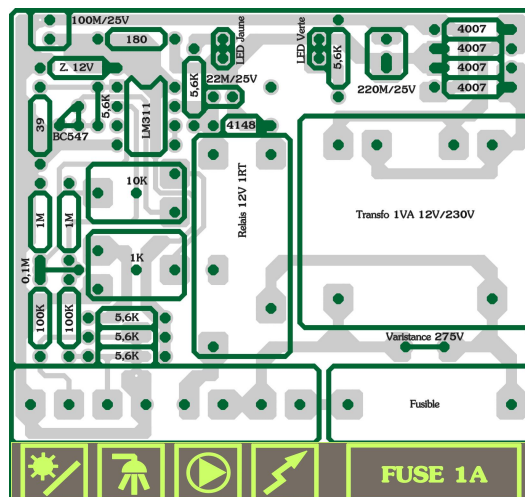 100M/25V
180
LED Jaune
LED Verte
4007
4007
4007
4007
Z. 12V
5,6K
5,6K
22M/25V
220M/25V
5,6K
39
BC547
LM311
4148
10K
Relais 12V 1RT
Transfo 1VA 12V/230V
1M
1M
1K
0,1M
100K
100K
5,6K
5,6K
5,6K
Varistance 275V
Fusible
FUSE 1A